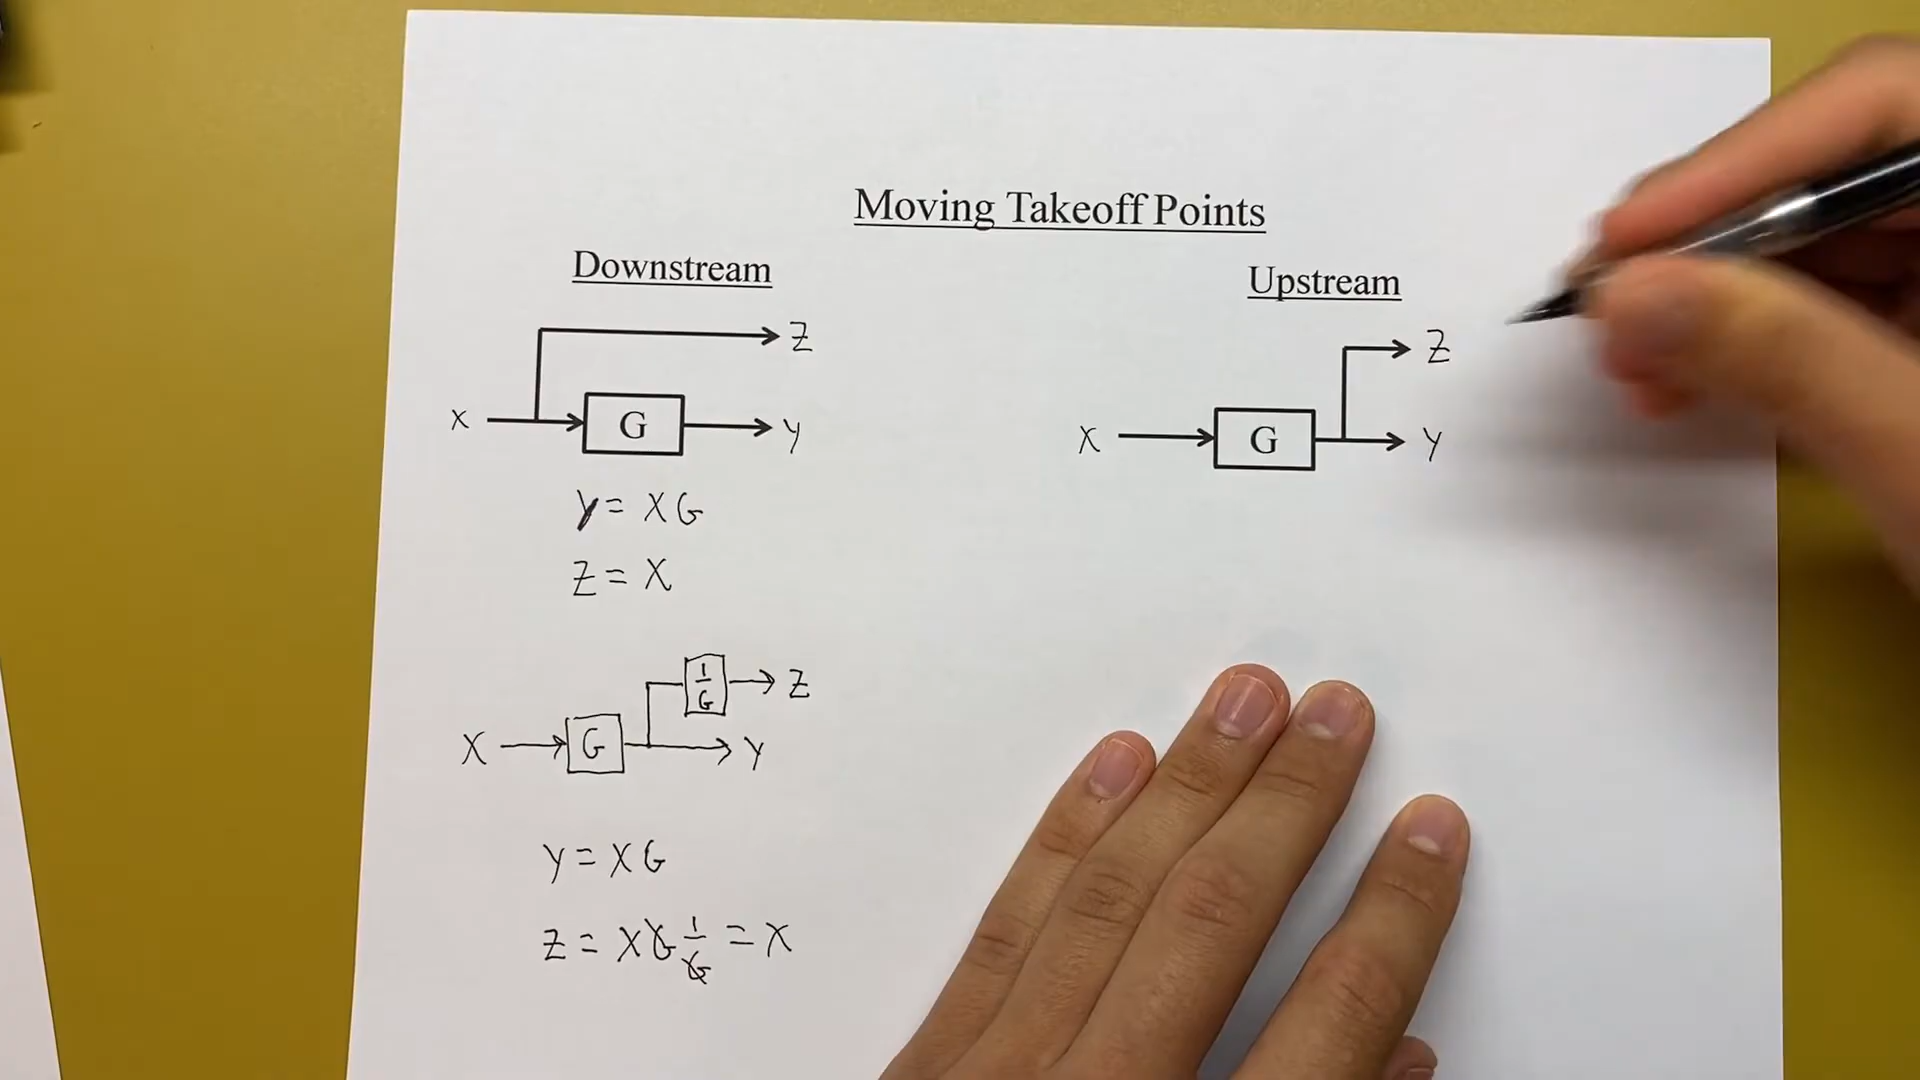 Moving Takeoff Points
Downstream
Z
X G Y
Y = XG
Z = X
1/G Z
X G Y
Y = XG
Z = XG 1/G = X
Upstream
Z
X G Y